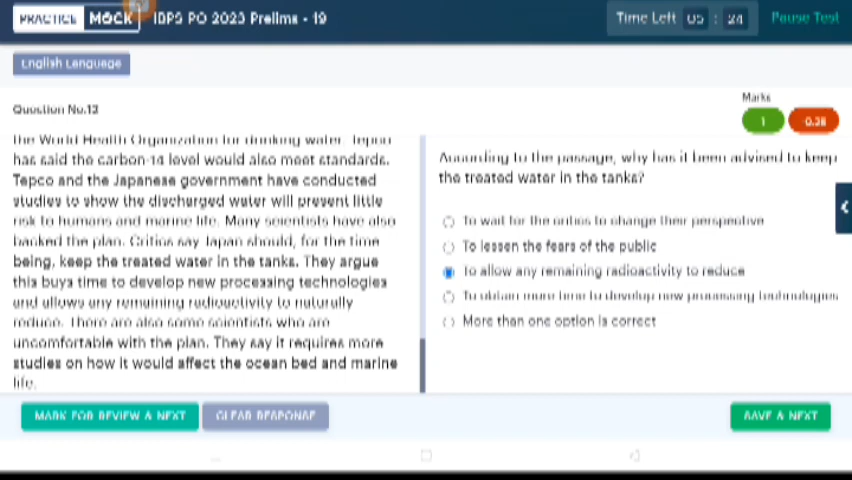 PRACTICE MOCK IBPS PO 2023 Prelims - 19
Time Left 05 : 24 Pause Test
English Language
Question No.13
Marks
1 -0.25
the World Health Organization for drinking water. Tepco
has said the carbon-14 level would also meet standards.
Tepco and the Japanese government have conducted
studies to show the discharged water will present little
risk to humans and marine life. Many scientists have also
backed the plan. Critics say Japan should, for the time
being, keep the treated water in the tanks. They argue
this buys time to develop new processing technologies
and allows any remaining radioactivity to naturally
reduce. There are also some scientists who are
uncomfortable with the plan. They say it requires more
studies on how it would affect the ocean bed and marine
life.
According to the passage, why has it been advised to keep
the treated water in the tanks?
To wait for the critics to change their perspective
To lessen the fears of the public
To allow any remaining radioactivity to reduce
To obtain more time to develop new processing technologies
More than one option is correct
MARK FOR REVIEW & NEXT
CLEAR RESPONSE
SAVE & NEXT